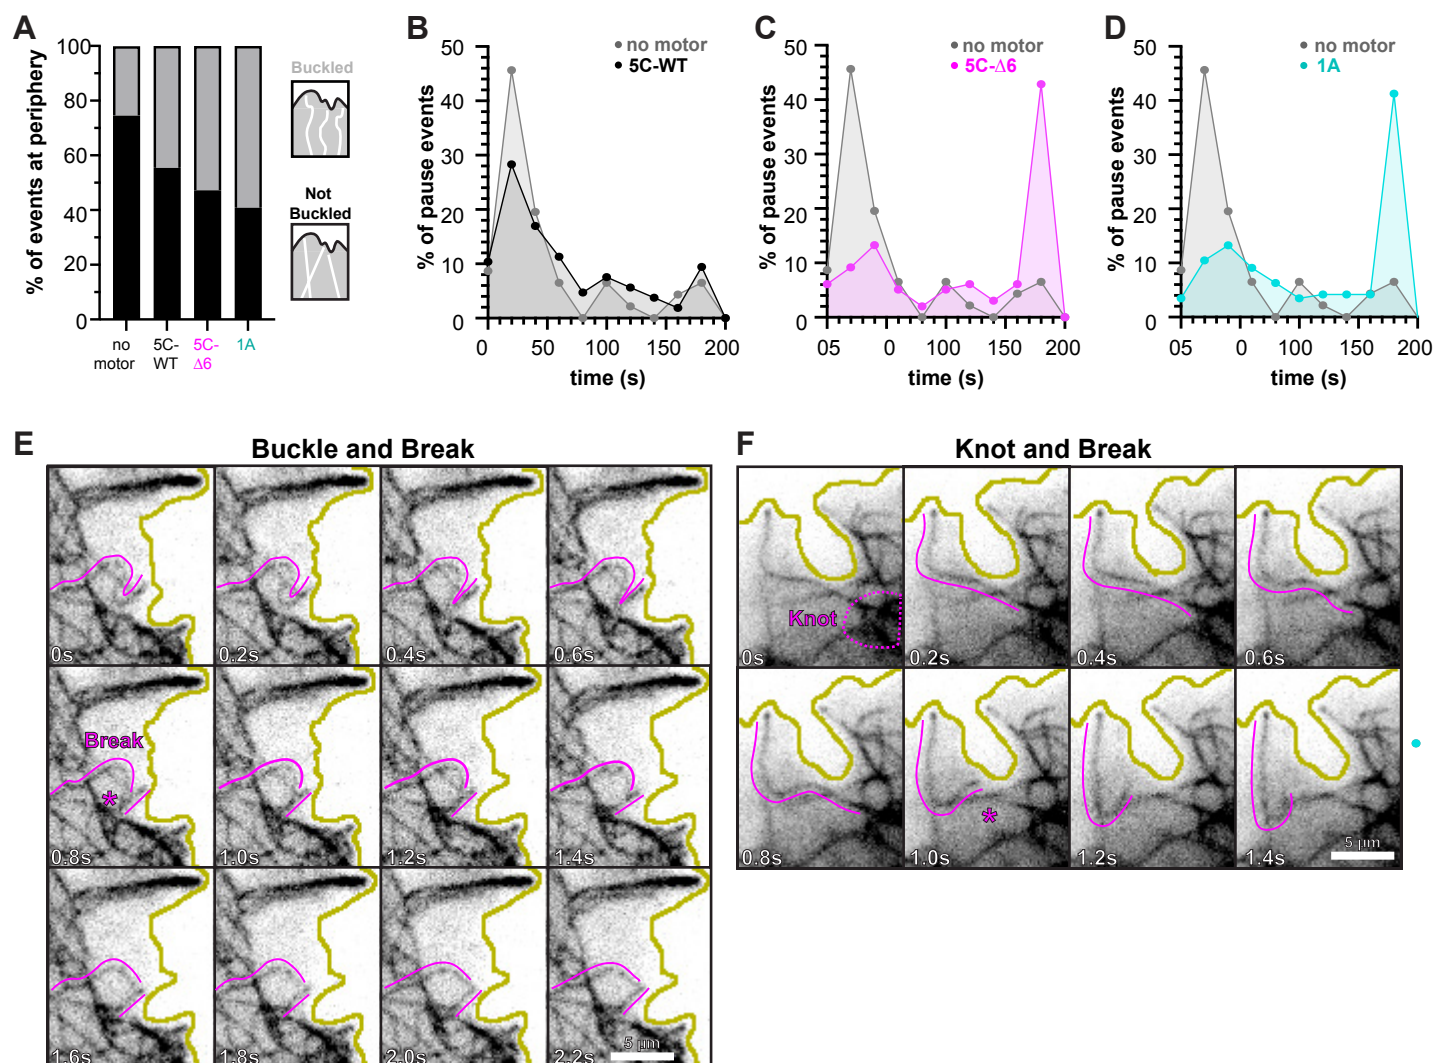 A
% of events at periphery
100
80
60
40
20
0
no motor
5C-WT
5C-Δ6
1A
Buckled
Not Buckled
B
% of pause events
50
40
30
20
10
0
no motor
5C-WT
0 50 100 150 200
time (s)
C
% of pause events
50
40
30
20
10
0
no motor
5C-Δ6
05 0 100 150 200
time (s)
D
% of pause events
50
40
30
20
10
0
no motor
1A
05 0 100 150 200
time (s)
E
Buckle and Break
0s 0.2s 0.4s 0.6s
Break
*
0.8s 1.0s 1.2s 1.4s
1.6s 1.8s 2.0s 2.2s
5 µm
F
Knot and Break
Knot
0s 0.2s 0.4s 0.6s
*
0.8s 1.0s 1.2s 1.4s
5 µm